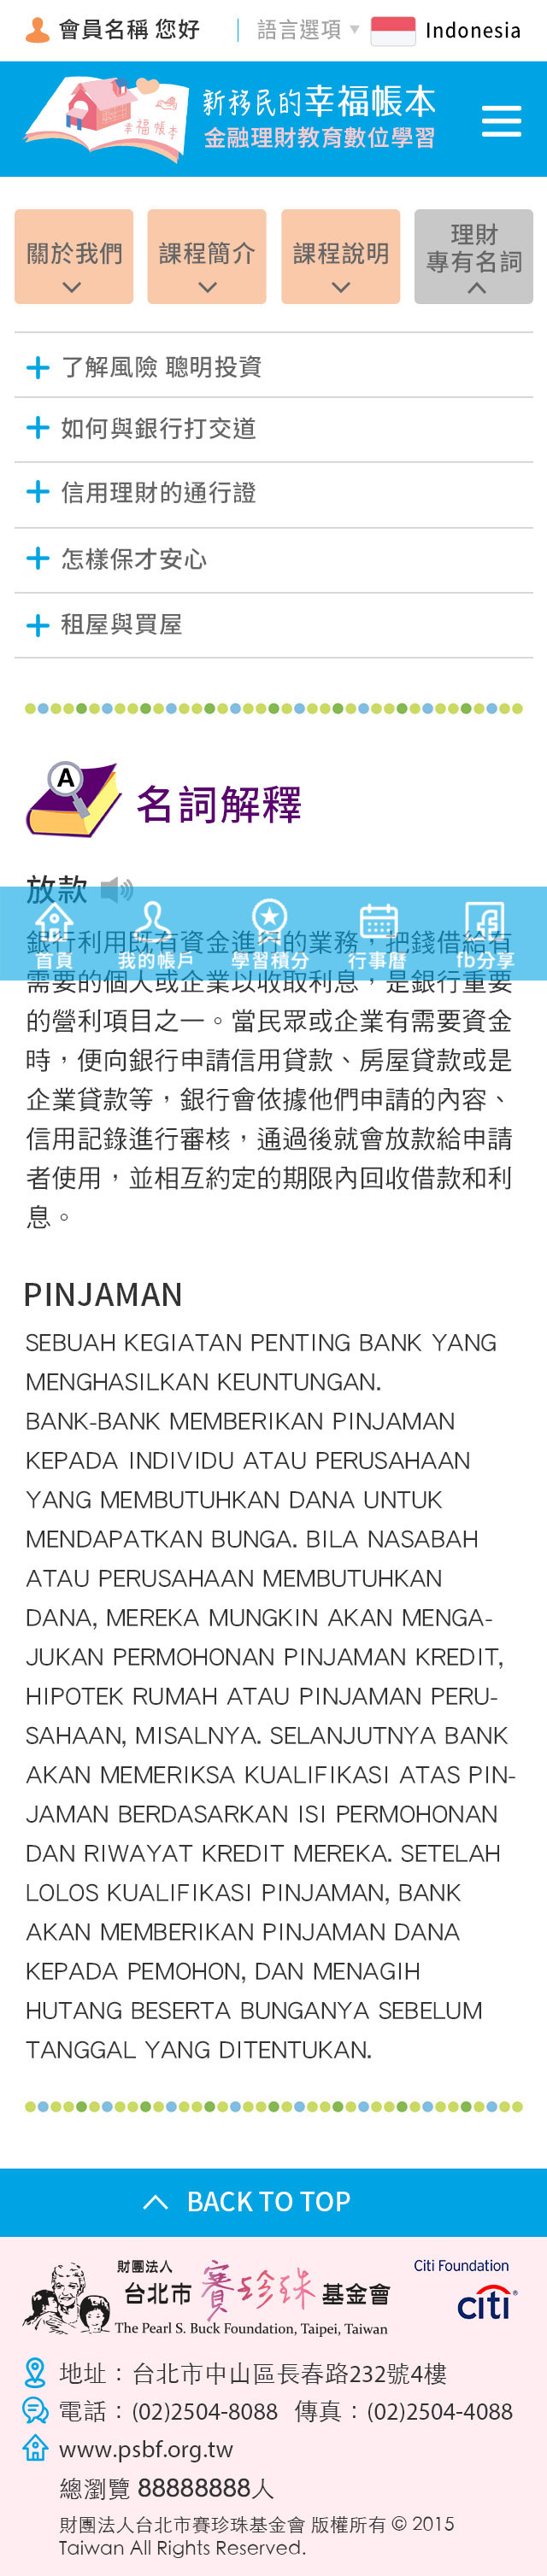 會員名稱 您好
語言選項 ▼ Indonesia
幸福帳本
新移民的幸福帳本
金融理財教育數位學習
關於我們
課程簡介
課程說明
理財
專有名詞
了解風險 聰明投資
如何與銀行打交道
信用理財的通行證
怎樣保才安心
租屋與買屋
A
名詞解釋
放款
首頁
我的帳戶
學習積分
行事曆
fb分享
銀行利用既有資金進行的業務，把錢借給有
需要的個人或企業以收取利息，是銀行重要
的營利項目之一。當民眾或企業有需要資金
時，便向銀行申請信用貸款、房屋貸款或是
企業貸款等，銀行會依據他們申請的內容、
信用記錄進行審核，通過後就會放款給申請
者使用，並相互約定的期限內回收借款和利
息。
PINJAMAN
SEBUAH KEGIATAN PENTING BANK YANG
MENGHASILKAN KEUNTUNGAN.
BANK-BANK MEMBERIKAN PINJAMAN
KEPADA INDIVIDU ATAU PERUSAHAAN
YANG MEMBUTUHKAN DANA UNTUK
MENDAPATKAN BUNGA. BILA NASABAH
ATAU PERUSAHAAN MEMBUTUHKAN
DANA, MEREKA MUNGKIN AKAN MENGA-
JUKAN PERMOHONAN PINJAMAN KREDIT,
HIPOTEK RUMAH ATAU PINJAMAN PERU-
SAHAAN, MISALNYA. SELANJUTNYA BANK
AKAN MEMERIKSA KUALIFIKASI ATAS PIN-
JAMAN BERDASARKAN ISI PERMOHONAN
DAN RIWAYAT KREDIT MEREKA. SETELAH
LOLOS KUALIFIKASI PINJAMAN, BANK
AKAN MEMBERIKAN PINJAMAN DANA
KEPADA PEMOHON, DAN MENAGIH
HUTANG BESERTA BUNGANYA SEBELUM
TANGGAL YANG DITENTUKAN.
BACK TO TOP
財團法人
台北市賽珍珠基金會
The Pearl S. Buck Foundation, Taipei, Taiwan
Citi Foundation
citi
地址：台北市中山區長春路232號4樓
電話：(02)2504-8088 傳真：(02)2504-4088
www.psbf.org.tw
總瀏覽 88888888人
財團法人台北市賽珍珠基金會 版權所有 © 2015
Taiwan All Rights Reserved.